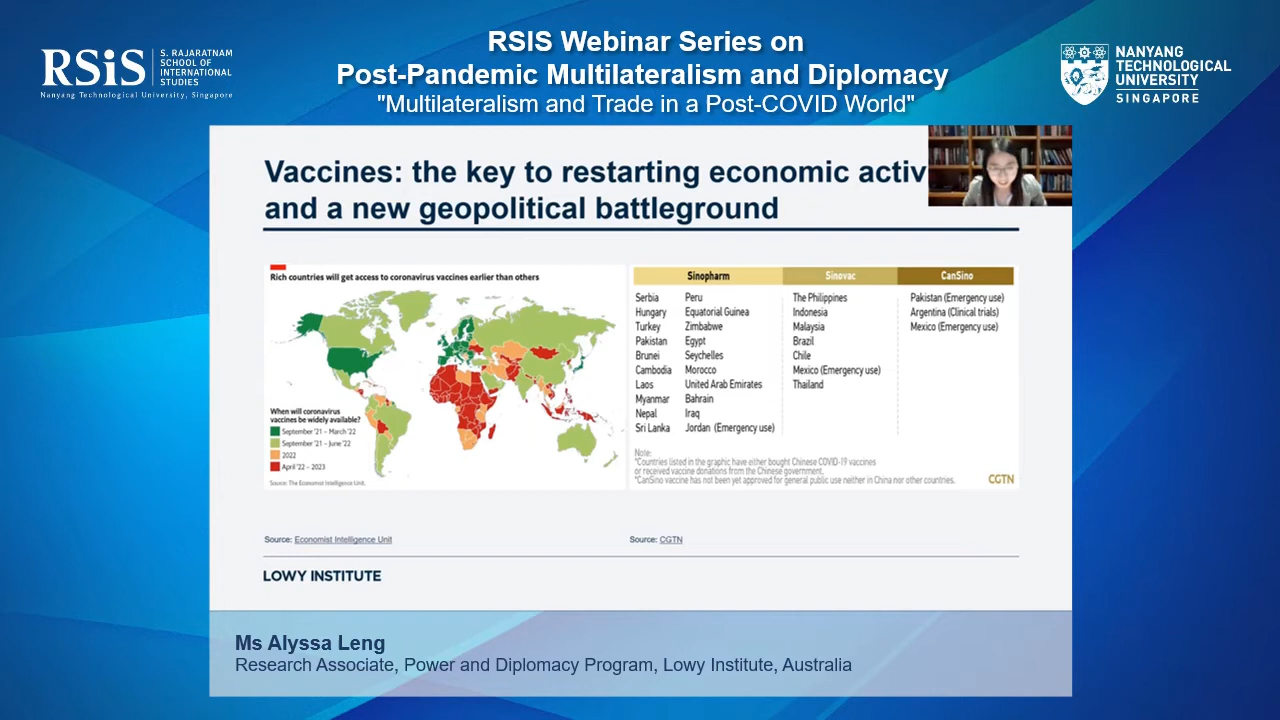 RSiS
S. RAJARATNAM
SCHOOL OF
INTERNATIONAL
STUDIES
Nanyang Technological University, Singapore
RSIS Webinar Series on
Post-Pandemic Multilateralism and Diplomacy
"Multilateralism and Trade in a Post-COVID World"
NANYANG
TECHNOLOGICAL
UNIVERSITY
SINGAPORE
Vaccines: the key to restarting economic activ
and a new geopolitical battleground
Rich countries will get access to coronavirus vaccines earlier than others
When will coronavirus
vaccines be widely available?
September '21 – March '22
September '21 – June '22
2022
April '22 – 2023
Source: The Economist Intelligence Unit.
Sinopharm Sinovac CanSino
Serbia Peru The Philippines Pakistan (Emergency use)
Hungary Equatorial Guinea Indonesia Argentina (Clinical trials)
Turkey Zimbabwe Malaysia Mexico (Emergency use)
Pakistan Egypt Brazil
Brunei Seychelles Chile
Cambodia Morocco Mexico (Emergency use)
Laos United Arab Emirates Thailand
Myanmar Bahrain
Nepal Iraq
Sri Lanka Jordan (Emergency use)
Note:
*Countries listed in the graphic have either bought Chinese COVID-19 vaccines
or received vaccine donations from the Chinese government.
*CanSino vaccine has not been yet approved for general public use neither in China nor other countries.
CGTN
Source: Economist Intelligence Unit
Source: CGTN
LOWY INSTITUTE
Ms Alyssa Leng
Research Associate, Power and Diplomacy Program, Lowy Institute, Australia